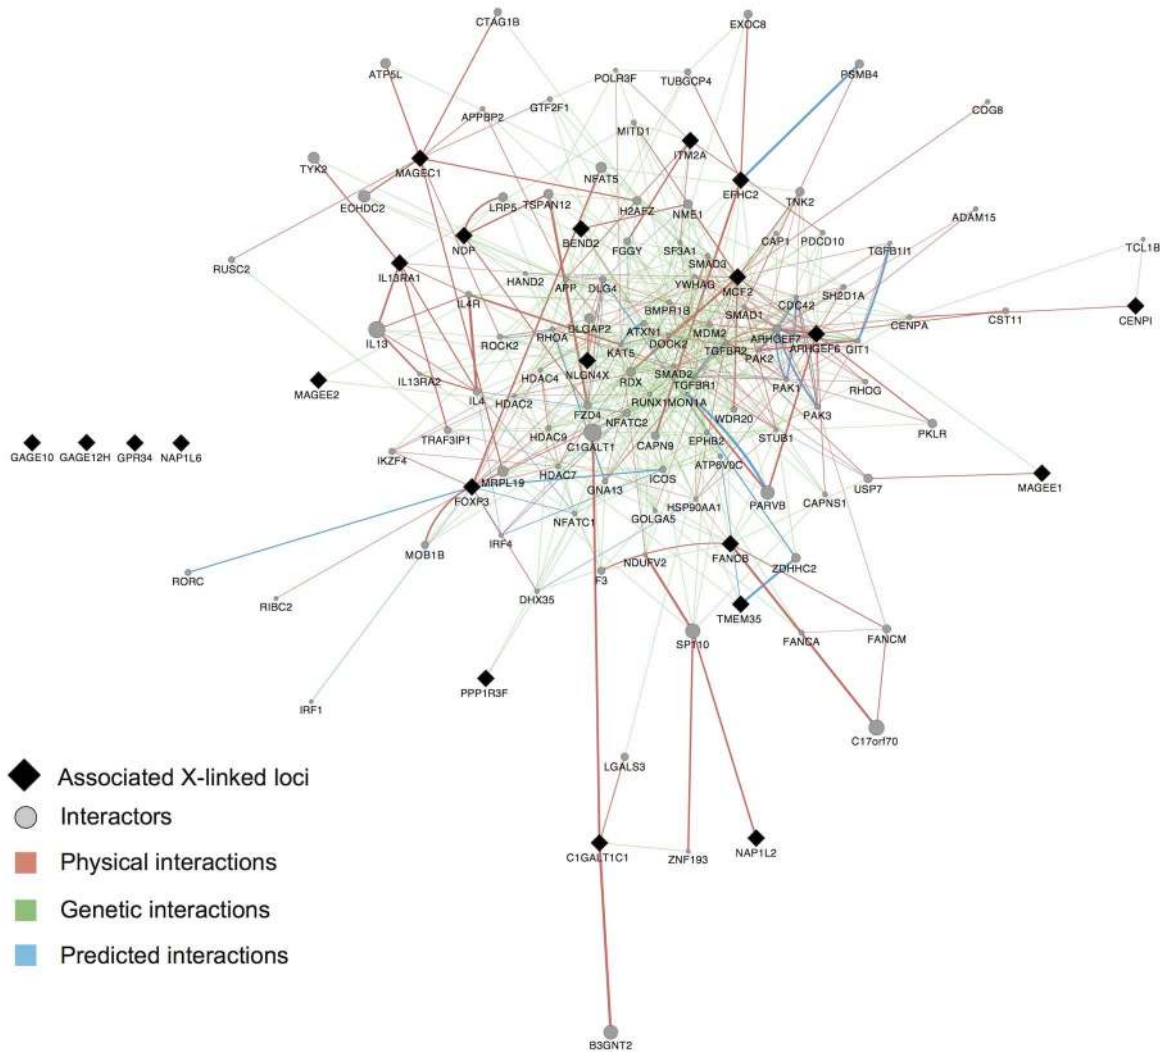 CTAG1B
EXOC8
ATP5L
POLR3F
TUBGCP4
PSMB4
APPBP2
GTF2F1
COG8
MITD1
ITM2A
TYK2
MAGEC1
NFAT5
EFHC2
ECHDC2
LRP5
TSPAN12
H2AFZ
NME1
TNK2
ADAM15
NDP
BEND2
FGGY
SF3A1
CAP1
PDCD10
TGFB1I1
TCL1B
RUSC2
IL13RA1
HAND2
APP
DLG4
SMAD3
YWHAG
MCF2
SH2D1A
IL4R
BMPR1B
SMAD1
CDC42
CENPI
IL13
ROCK2
RHOA
DLGAP2
ATXN1
DOCK2
MDM2
ARHGEF7
ARHGEF6
CENPA
CST11
KAT5
TGFBR2
PAK2
GIT1
MAGEE2
IL13RA2
HDAC4
NLGN4X
RDX
SMAD2
TGFBR1
PAK1
RHOG
IL4
HDAC2
FZD4
RUNX1
MON1A
WDR20
PAK3
PKLR
TRAF3IP1
HDAC9
NFATC2
C1GALT1
CAPN9
EPHB2
STUB1
GAGE10
GAGE12H
GPR34
NAP1L6
IKZF4
MRPL19
HDAC7
ICOS
ATP6V0C
USP7
MAGEE1
FOXP3
GNA13
HSP90AA1
PARVB
CAPNS1
NFATC1
GOLGA5
MOB1B
IRF4
NDUFV2
FANCB
ZDHHC2
RORC
RIBC2
DHX35
F3
TMEM35
SP110
FANCA
FANCM
PPP1R3F
IRF1
C17orf70
Associated X-linked loci
LGALS3
Interactors
Physical interactions
C1GALT1C1
ZNF193
NAP1L2
Genetic interactions
Predicted interactions
B3GNT2